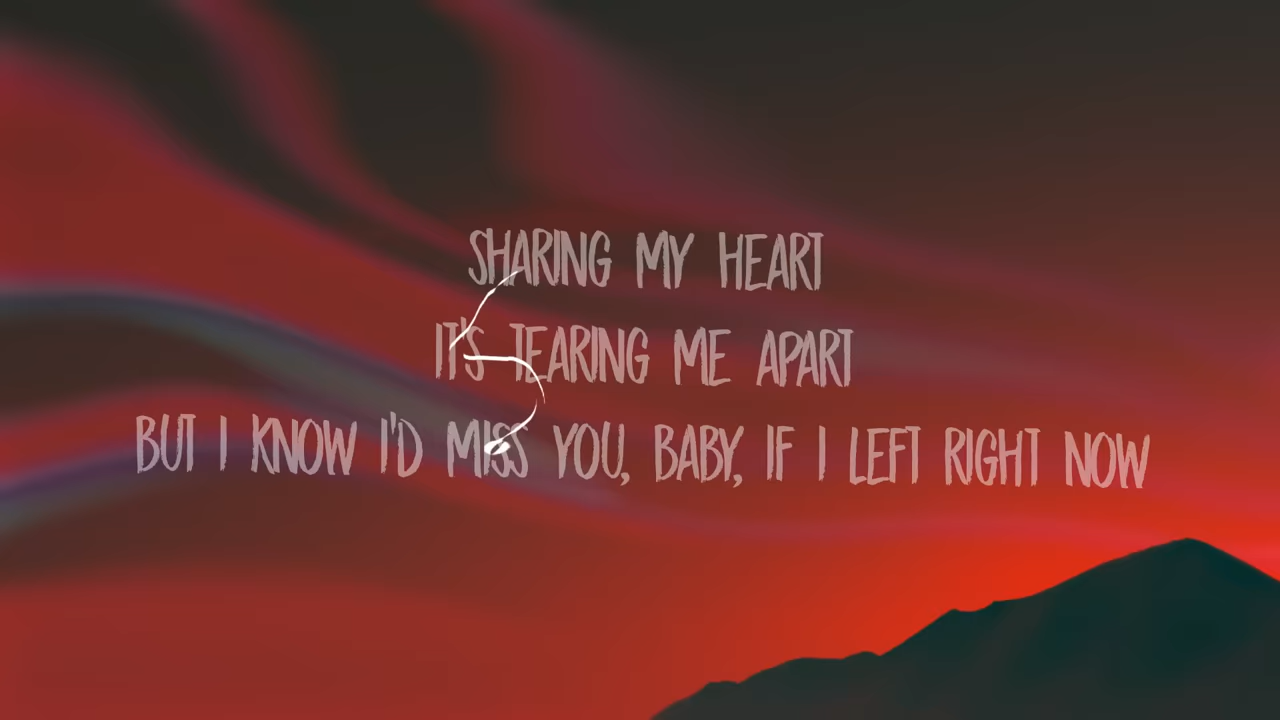 SHARING MY HEART
IT'S TEARING ME APART
BUT I KNOW I'D MISS YOU, BABY, IF I LEFT RIGHT NOW